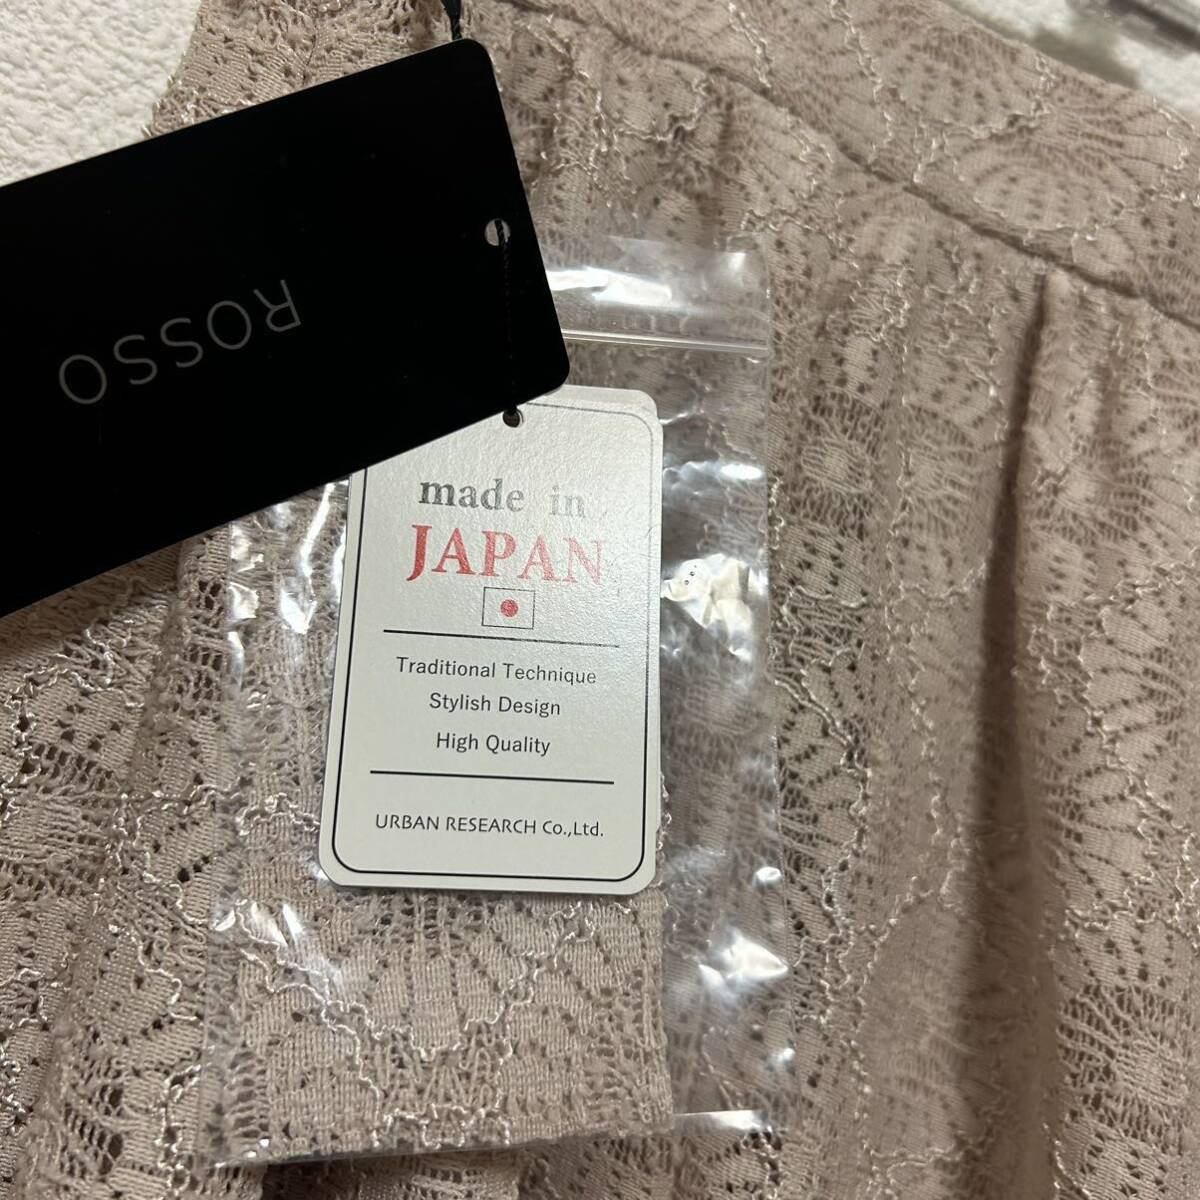 ROSSO
made in
JAPAN
Traditional Technique
Stylish Design
High Quality
URBAN RESEARCH Co.,Ltd.